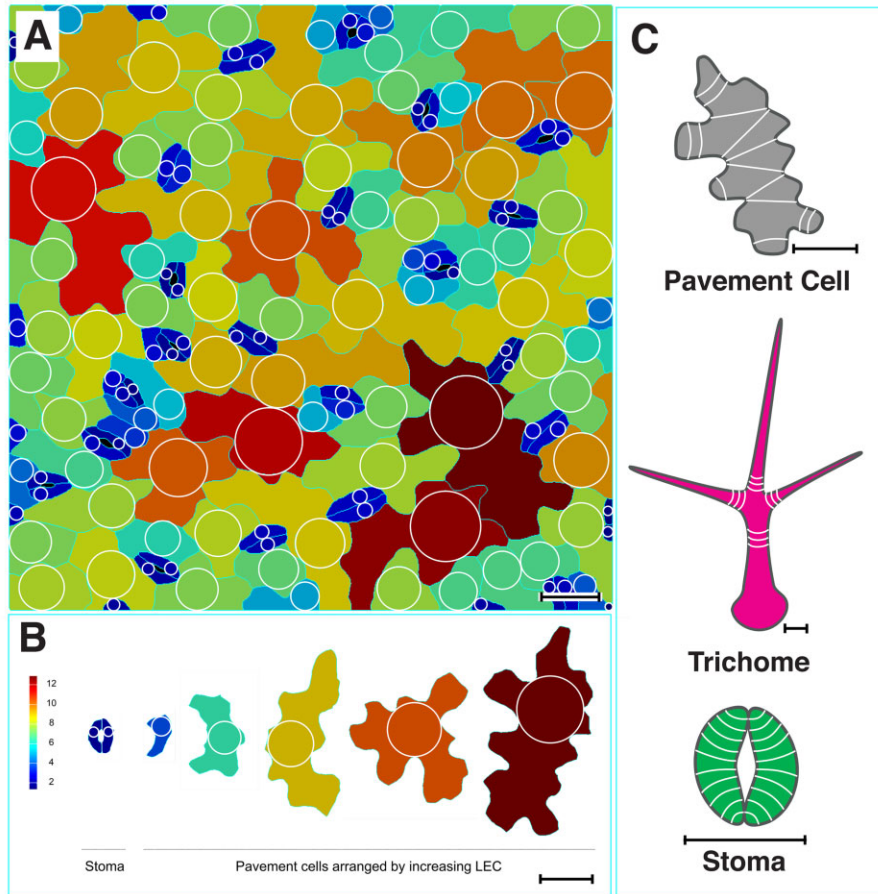 A
B
12
10
8
6
4
2
Stoma
Pavement cells arranged by increasing LEC
C
Pavement Cell
Trichome
Stoma